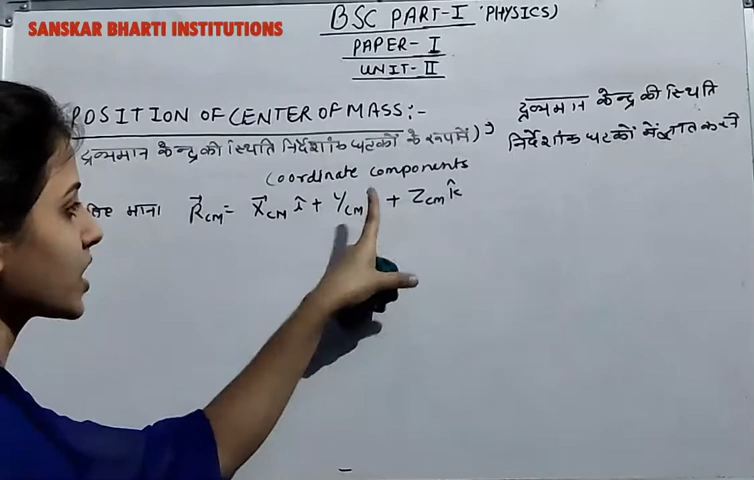 SANSKAR BHARTI INSTITUTIONS
BSC PART-I (PHYSICS)
PAPER-I
UNIT-II
POSITION OF CENTER OF MASS:-
द्रव्यमान केन्द्र की स्थिति निर्देशांक घटकों के रूप में)
द्रव्यमान केन्द्र की स्थिति
निर्देशांक घटकों में ज्ञात करने
Coordinate components
लिए माना R⃗CM = X⃗CM î + YCM + ZCM k̂